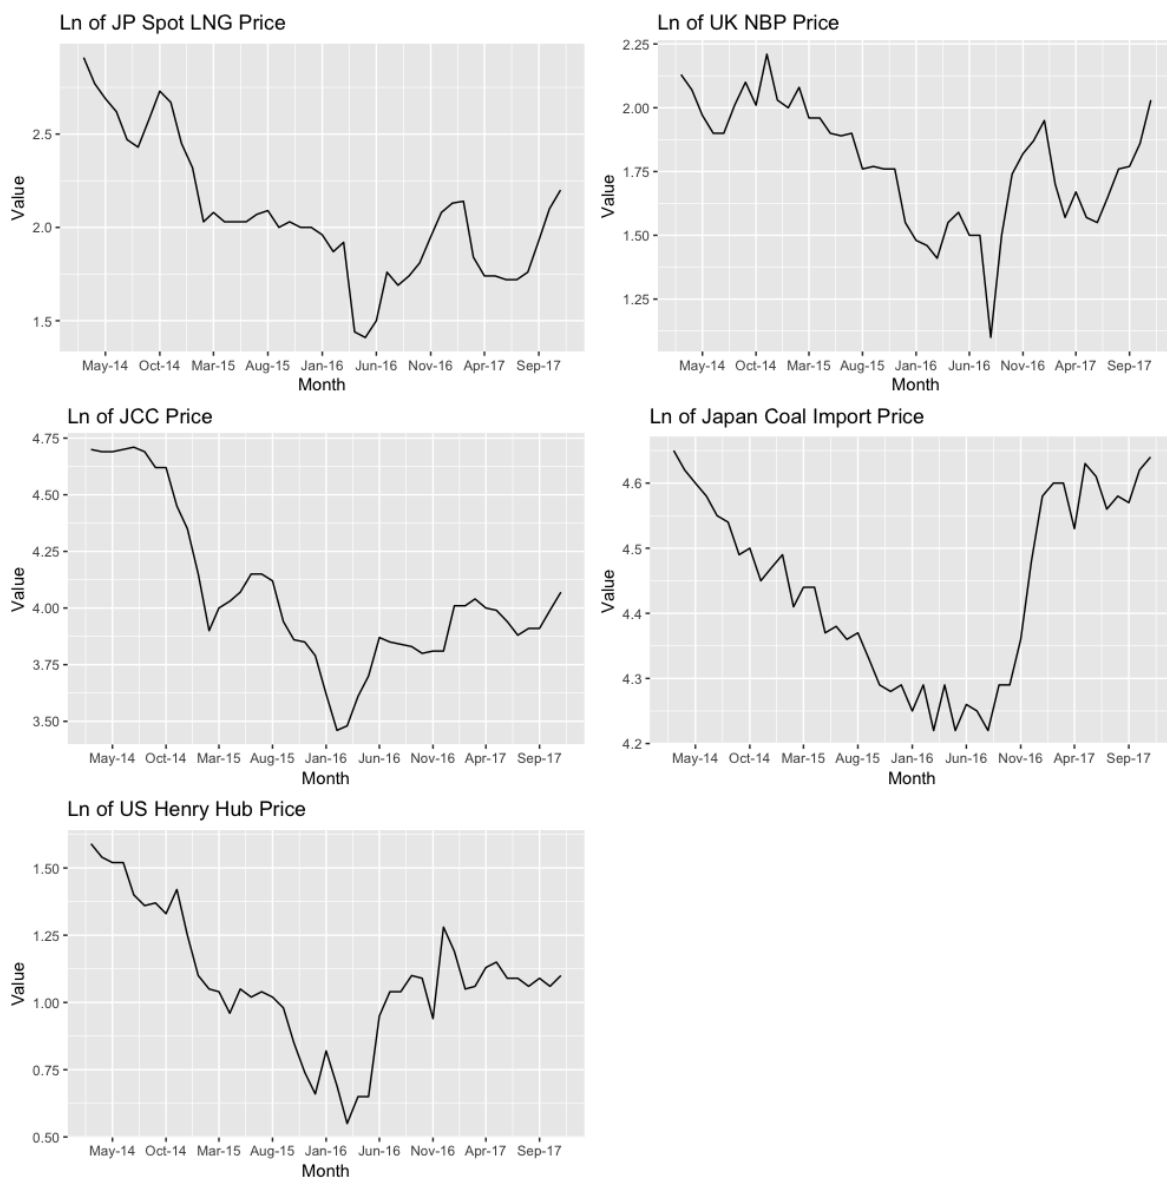 Ln of JP Spot LNG Price
Value
2.5
2.0
1.5
May-14 Oct-14 Mar-15 Aug-15 Jan-16 Jun-16 Nov-16 Apr-17 Sep-17
Month
Ln of UK NBP Price
Value
2.25
2.00
1.75
1.50
1.25
May-14 Oct-14 Mar-15 Aug-15 Jan-16 Jun-16 Nov-16 Apr-17 Sep-17
Month
Ln of JCC Price
Value
4.75
4.50
4.25
4.00
3.75
3.50
May-14 Oct-14 Mar-15 Aug-15 Jan-16 Jun-16 Nov-16 Apr-17 Sep-17
Month
Ln of Japan Coal Import Price
Value
4.6
4.5
4.4
4.3
4.2
May-14 Oct-14 Mar-15 Aug-15 Jan-16 Jun-16 Nov-16 Apr-17 Sep-17
Month
Ln of US Henry Hub Price
Value
1.50
1.25
1.00
0.75
0.50
May-14 Oct-14 Mar-15 Aug-15 Jan-16 Jun-16 Nov-16 Apr-17 Sep-17
Month